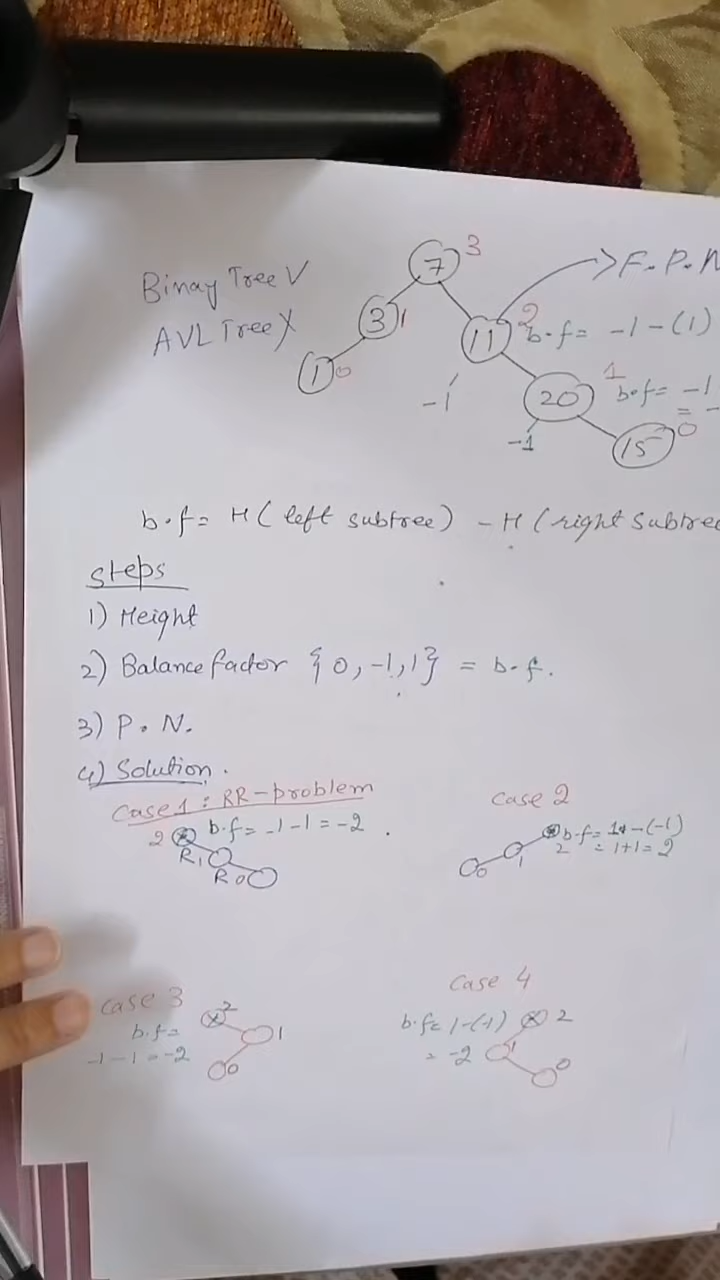 Binay Tree V
AVL Tree X
7 3
3 1
1 0
11 2
F.P.N
b.f= -1-(1)
-1
20 1
b.f= -1
= -
-1
15 0
b.f= H(left subtree) - H(right subtree
Steps
1) Height
2) Balance factor {0,-1,1} = b.f.
3) P.N.
4) Solution.
Case 1: RR-problem
2 b.f= -1-1=-2
R 1
R 0
Case 2
b.f= 1-(-1)
2 = 1+1=2
1
0
Case 3
b.f=
-1-1=-2
2
1
0
Case 4
b.f= 1-(-1)
= -2
2
1
0